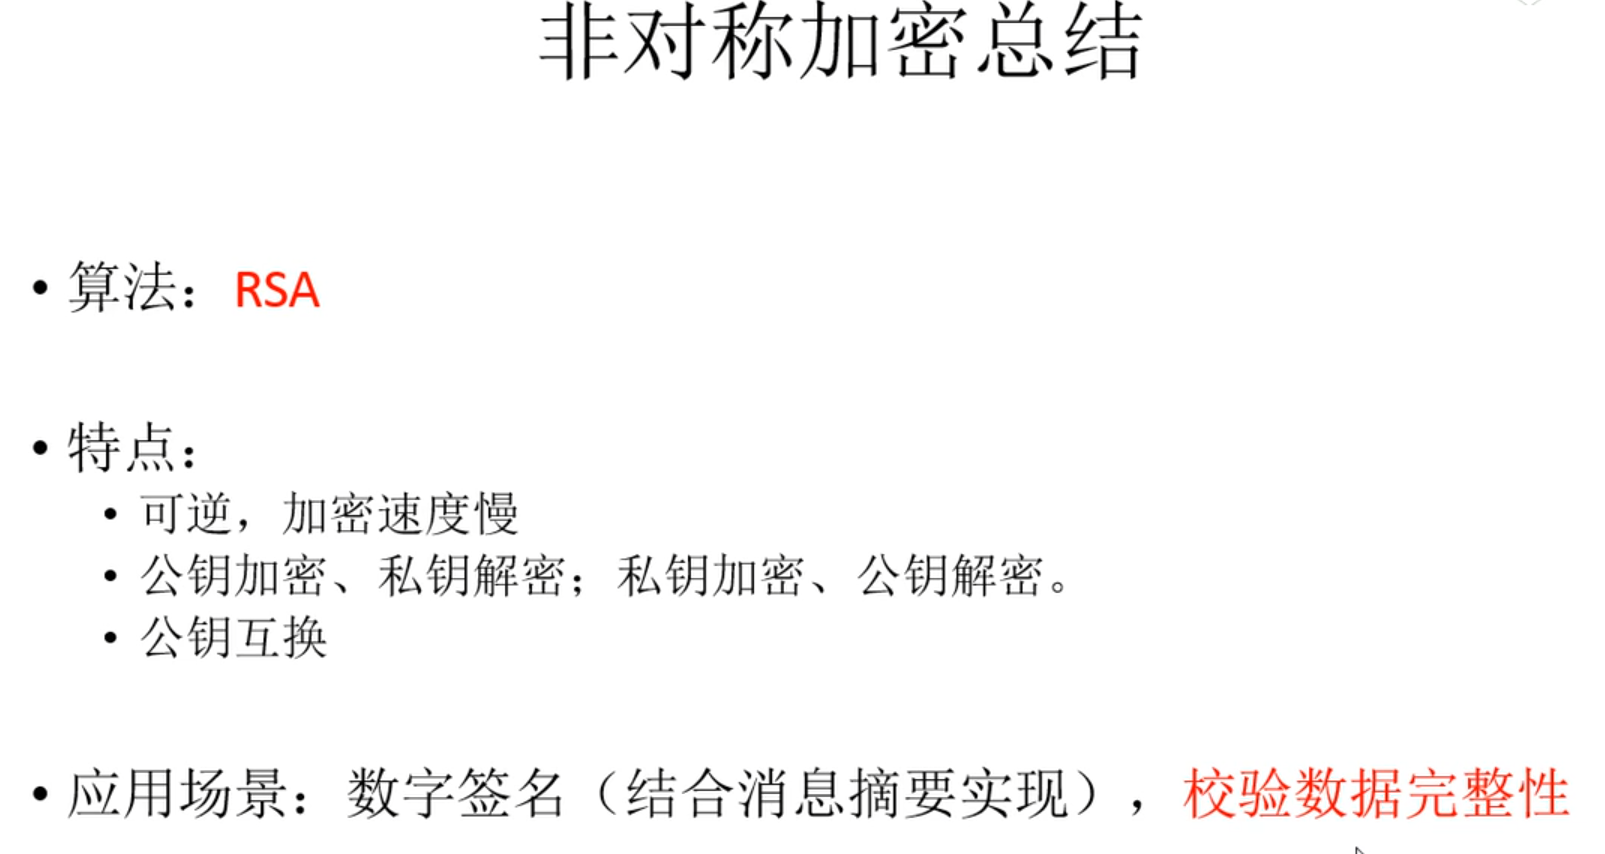 非对称加密总结
• 算法：RSA
• 特点：
• 可逆，加密速度慢
• 公钥加密、私钥解密；私钥加密、公钥解密。
• 公钥互换
• 应用场景：数字签名（结合消息摘要实现），校验数据完整性